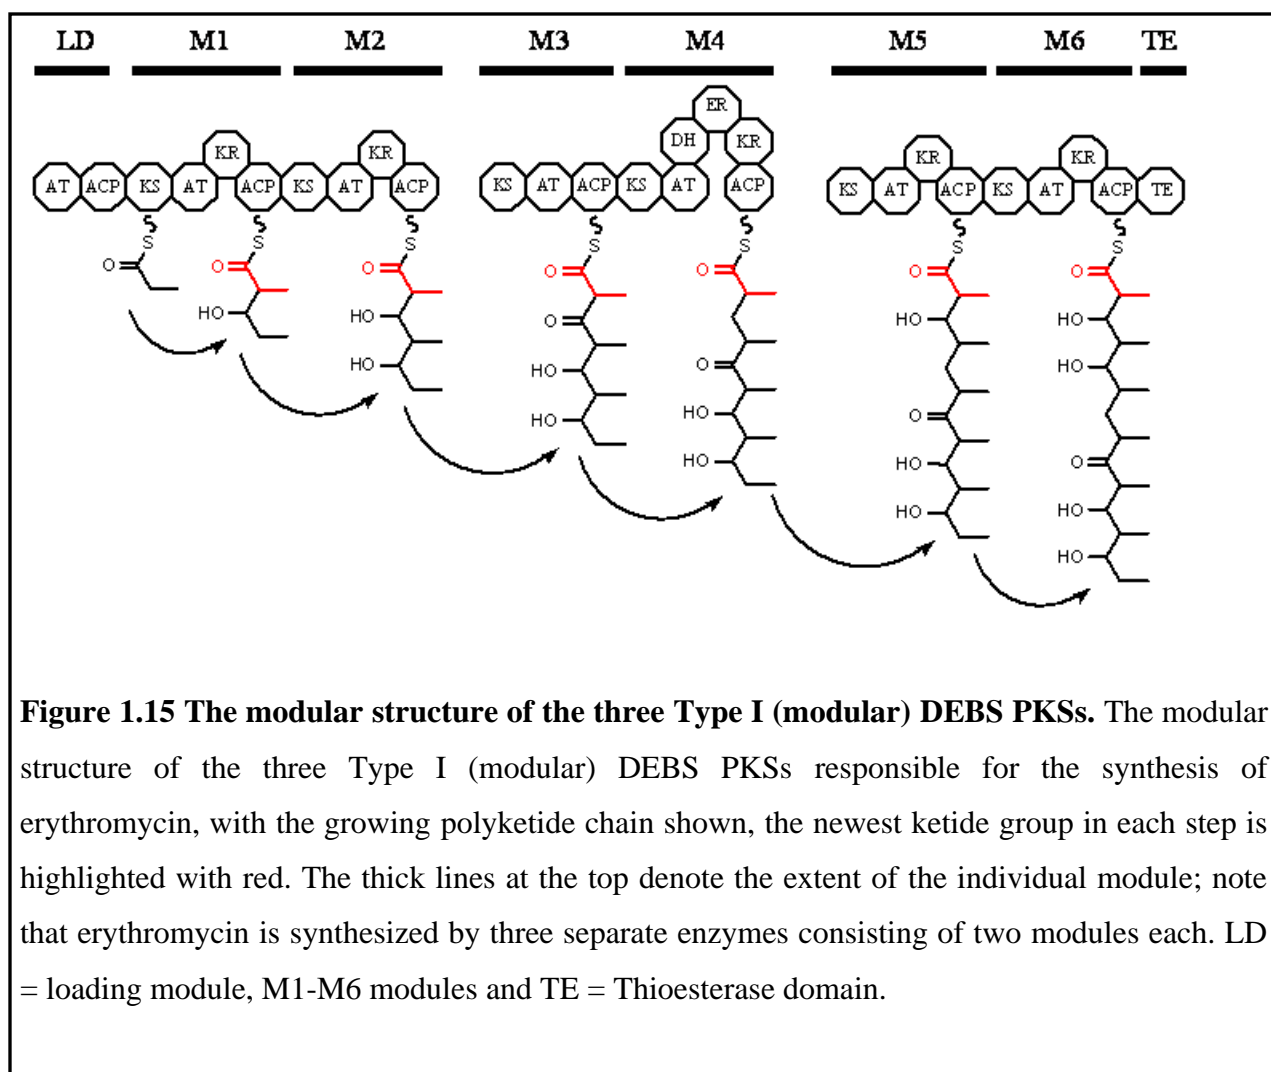 LD M1 M2 M3 M4 M5 M6 TE
ER
DH KR
KR KR KR KR
AT ACP KS AT ACP KS AT ACP KS AT ACP KS AT ACP KS AT ACP KS AT ACP TE
S S S S S S S
O O O O O O O
HO HO O HO HO
HO HO O HO
HO HO O
HO HO O
HO HO
HO
Figure 1.15 The modular structure of the three Type I (modular) DEBS PKSs. The modular
structure of the three Type I (modular) DEBS PKSs responsible for the synthesis of
erythromycin, with the growing polyketide chain shown, the newest ketide group in each step is
highlighted with red. The thick lines at the top denote the extent of the individual module; note
that erythromycin is synthesized by three separate enzymes consisting of two modules each. LD
= loading module, M1-M6 modules and TE = Thioesterase domain.